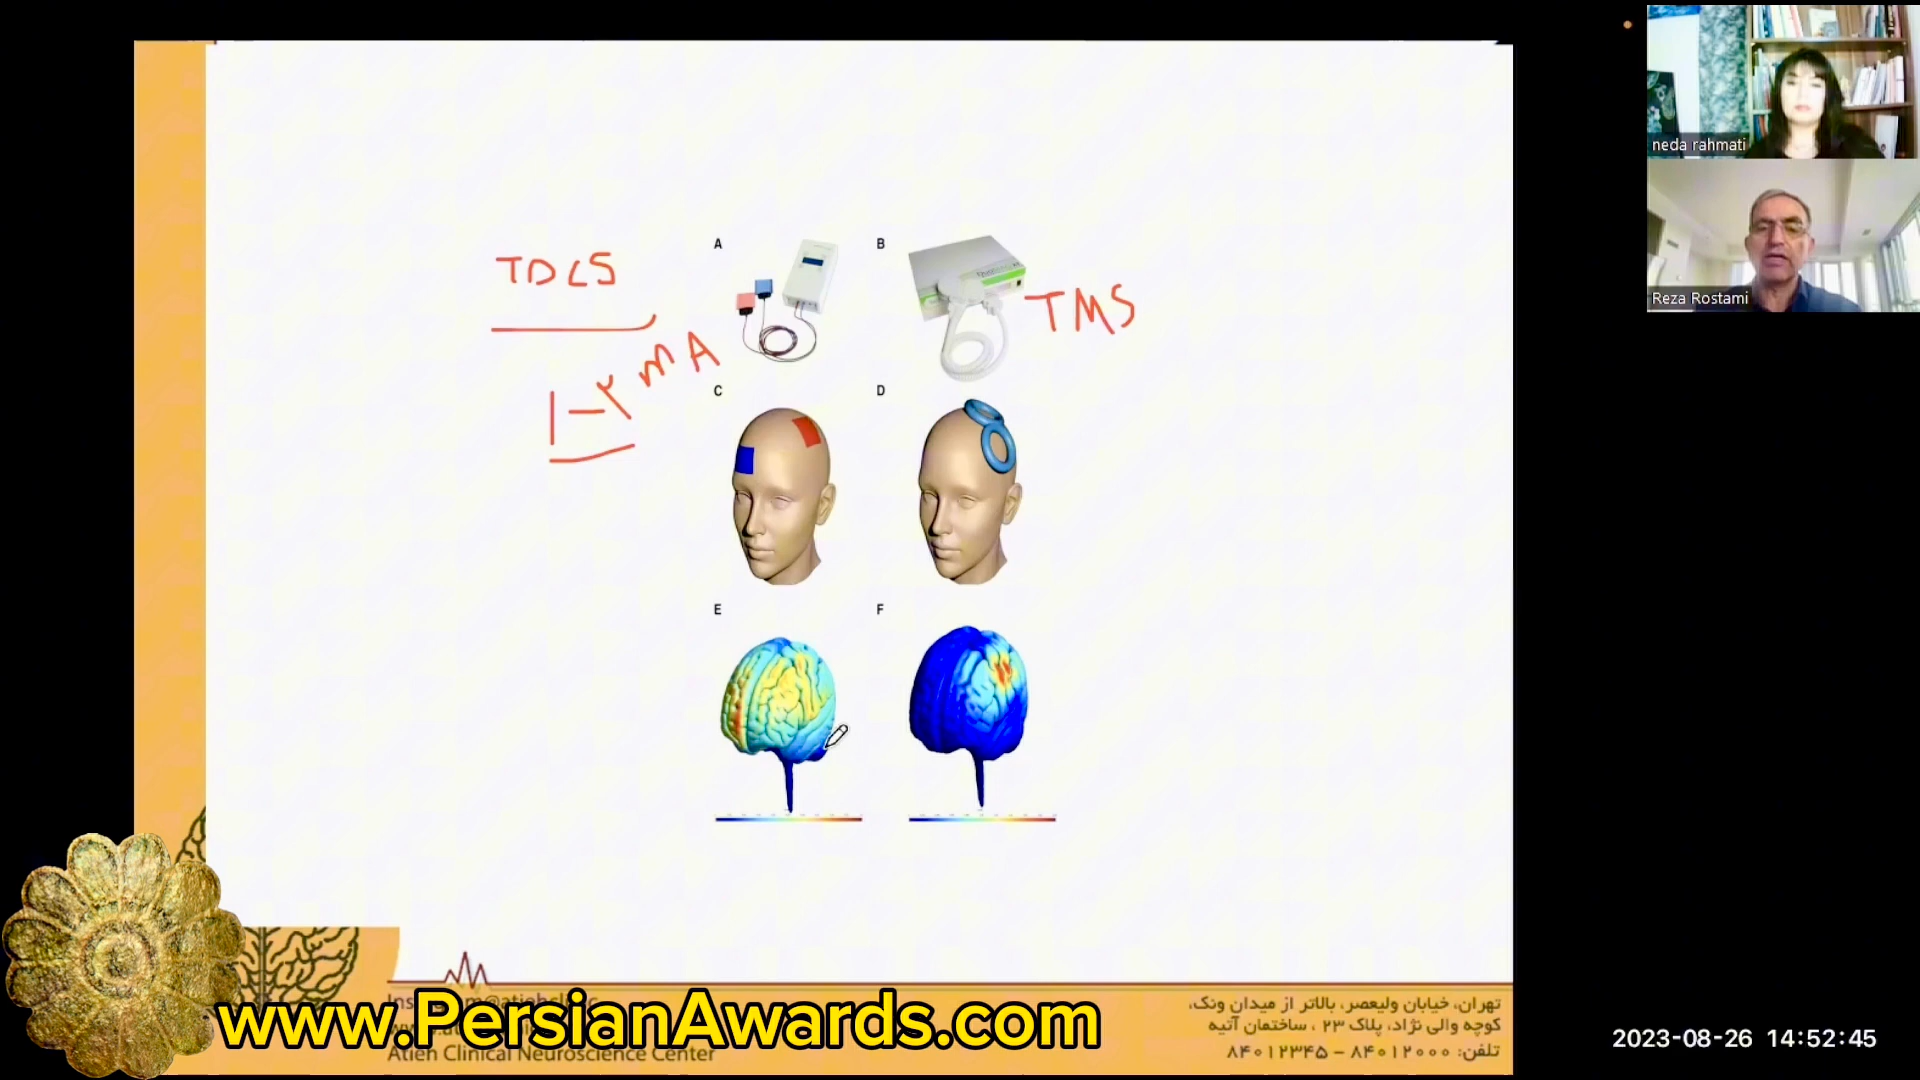 neda rahmati
Reza Rostami
A
B
TDCS
TMS
1-۲ mA
C
D
E
F
www.PersianAwards.com
Atieh Clinical Neuroscience Center
تهران، خیابان ولیعصر، بالاتر از میدان ونک،
کوچه والی نژاد، پلاک ۲۳ ، ساختمان آتیه
تلفن: ۸۴۰۱۲۰۰۰ – ۸۴۰۱۲۳۴۵
2023-08-26 14:52:45